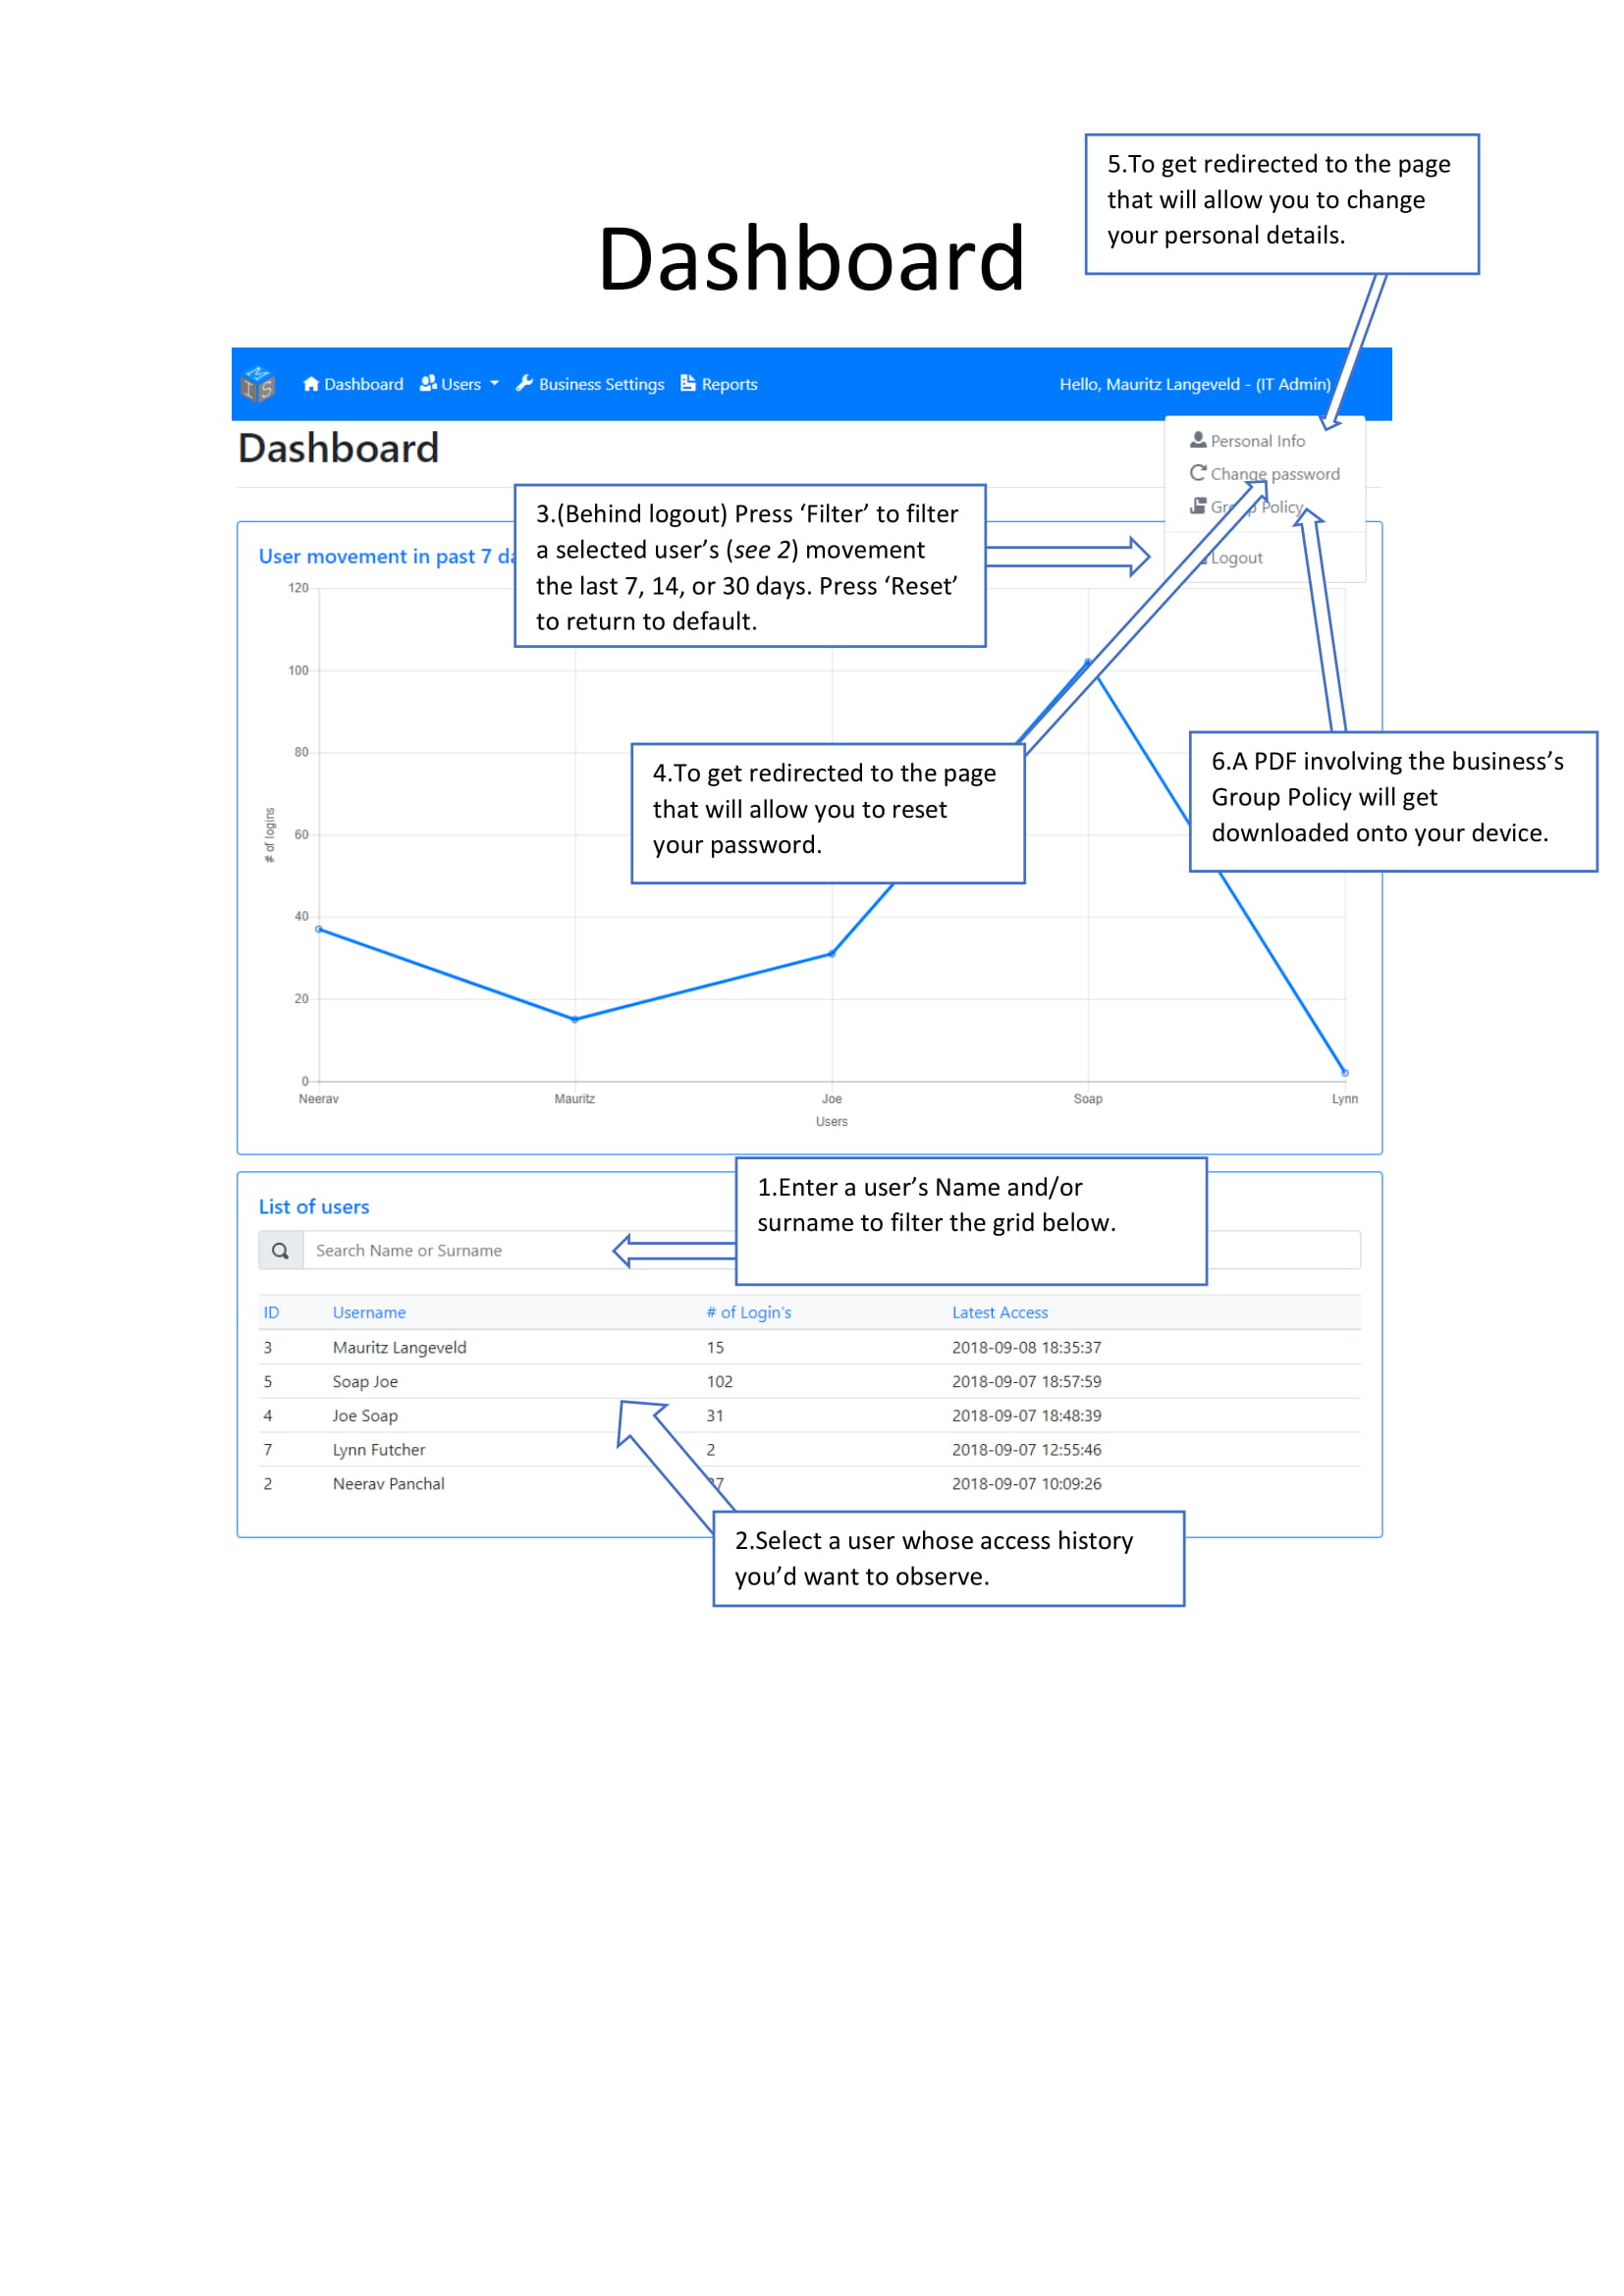 5.To get redirected to the page
that will allow you to change
your personal details.
Dashboard
MIS
Dashboard Users Business Settings Reports Hello, Mauritz Langeveld - (IT Admin)
Dashboard
Personal Info
Change password
Group Policy
Logout
3.(Behind logout) Press ‘Filter’ to filter
a selected user’s (see 2) movement
the last 7, 14, or 30 days. Press ‘Reset’
to return to default.
User movement in past 7
120
100
80
60
40
20
0
# of logins
4.To get redirected to the page
that will allow you to reset
your password.
6.A PDF involving the business’s
Group Policy will get
downloaded onto your device.
Neerav Mauritz Joe Soap Lynn
Users
1.Enter a user’s Name and/or
surname to filter the grid below.
List of users
Search Name or Surname
ID Username # of Login's Latest Access
3 Mauritz Langeveld 15 2018-09-08 18:35:37
5 Soap Joe 102 2018-09-07 18:57:59
4 Joe Soap 31 2018-09-07 18:48:39
7 Lynn Futcher 2 2018-09-07 12:55:46
2 Neerav Panchal 2018-09-07 10:09:26
2.Select a user whose access history
you’d want to observe.